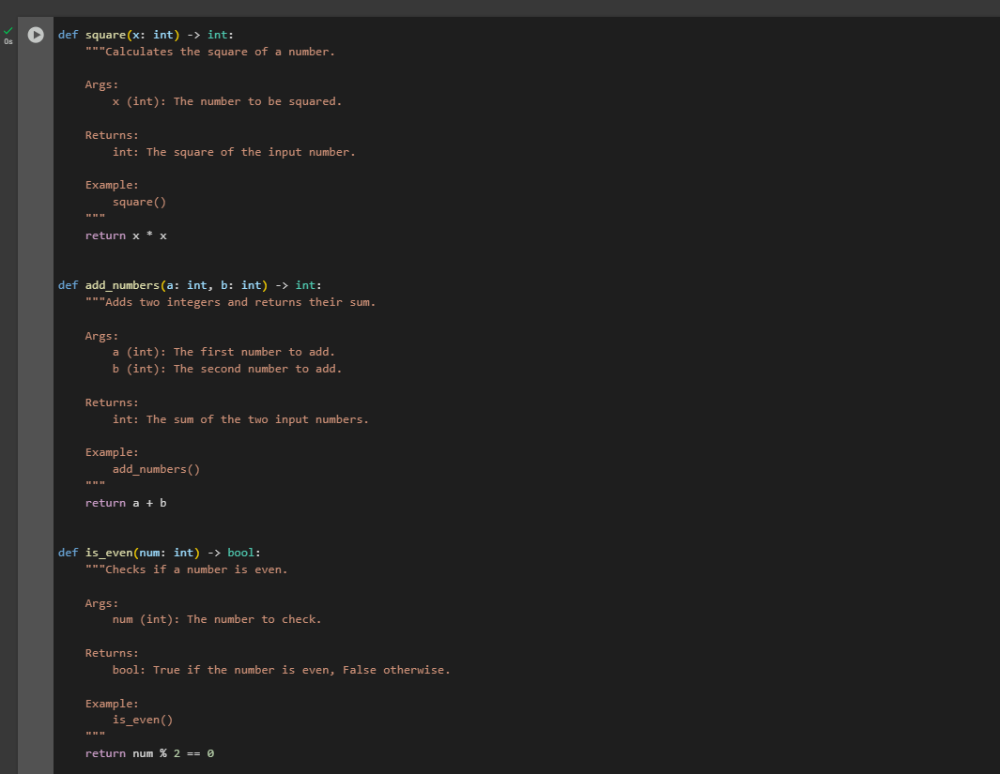 0s
def square(x: int) -> int:
    """Calculates the square of a number.

    Args:
        x (int): The number to be squared.

    Returns:
        int: The square of the input number.

    Example:
        square()
    """
    return x * x


def add_numbers(a: int, b: int) -> int:
    """Adds two integers and returns their sum.

    Args:
        a (int): The first number to add.
        b (int): The second number to add.

    Returns:
        int: The sum of the two input numbers.

    Example:
        add_numbers()
    """
    return a + b


def is_even(num: int) -> bool:
    """Checks if a number is even.

    Args:
        num (int): The number to check.

    Returns:
        bool: True if the number is even, False otherwise.

    Example:
        is_even()
    """
    return num % 2 == 0